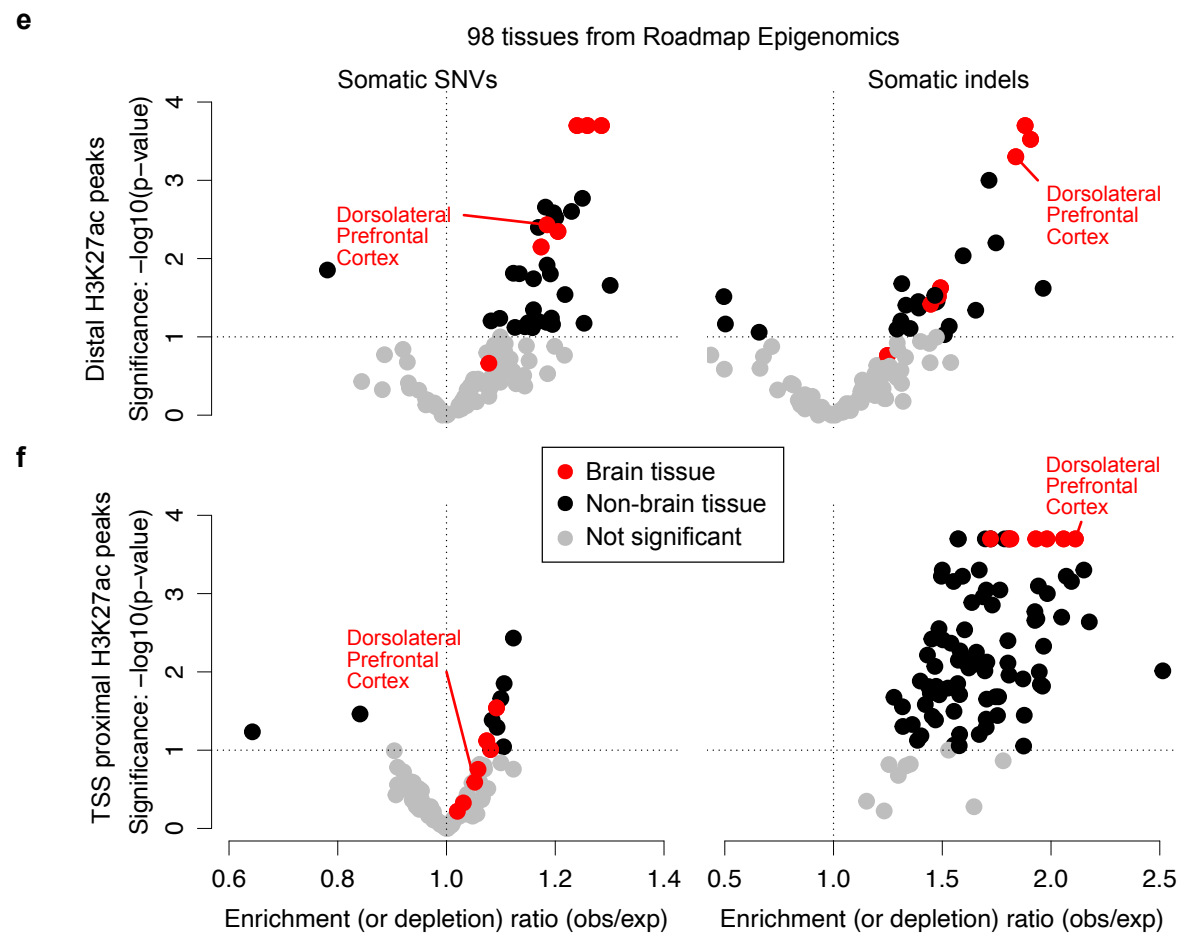 e
98 tissues from Roadmap Epigenomics
Somatic SNVs
Somatic indels
Distal H3K27ac peaks
Significance: −log10(p−value)
4
3
2
1
0
Dorsolateral
Prefrontal
Cortex
Dorsolateral
Prefrontal
Cortex
f
Brain tissue
Non−brain tissue
Not significant
TSS proximal H3K27ac peaks
Significance: −log10(p−value)
4
3
2
1
0
Dorsolateral
Prefrontal
Cortex
Dorsolateral
Prefrontal
Cortex
0.6 0.8 1.0 1.2 1.4
0.5 1.0 1.5 2.0 2.5
Enrichment (or depletion) ratio (obs/exp)
Enrichment (or depletion) ratio (obs/exp)